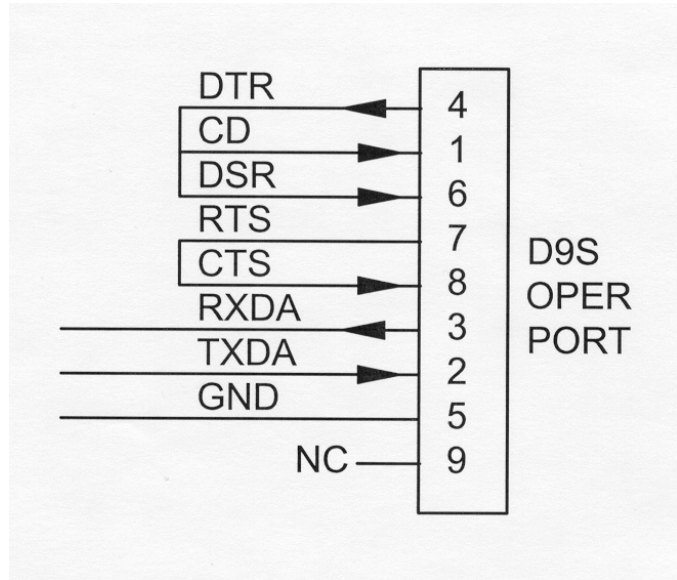 DTR 4
CD 1
DSR 6
RTS 7
CTS 8
RXDA 3
TXDA 2
GND 5
NC 9
D9S
OPER
PORT